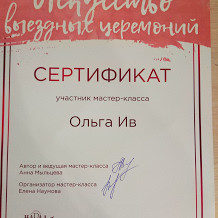 Искусство
выездных церемоний
СЕРТИФИКАТ
участник мастер-класса
Ольга Ив
Автор и ведущая мастер-класса
Анна Мыльцева
Организатор мастер-класса
Елена Наумова